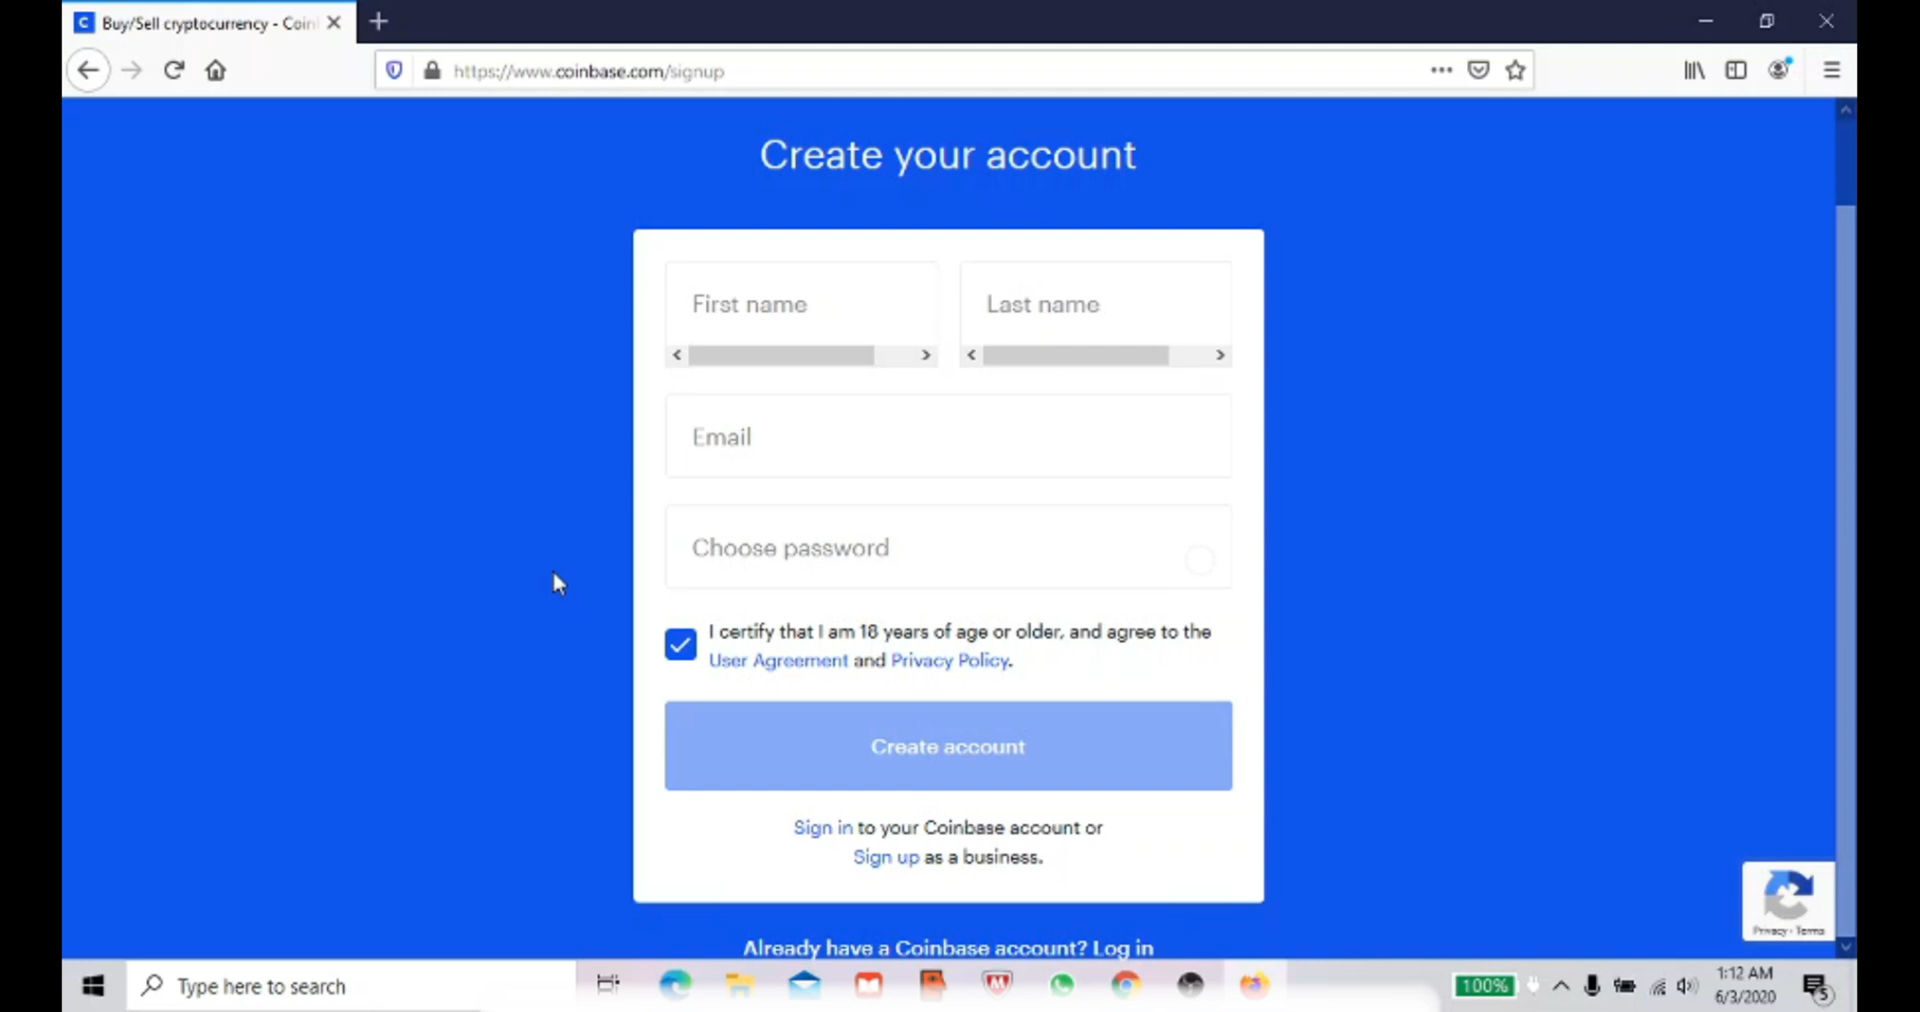 Buy/Sell cryptocurrency - Coin
https://www.coinbase.com/signup
Create your account
First name
Last name
Email
Choose password
I certify that I am 18 years of age or older, and agree to the
User Agreement and Privacy Policy.
Create account
Sign in to your Coinbase account or
Sign up as a business.
Privacy - Terms
Already have a Coinbase account? Log in
Type here to search
100%
1:12 AM
6/3/2020
5